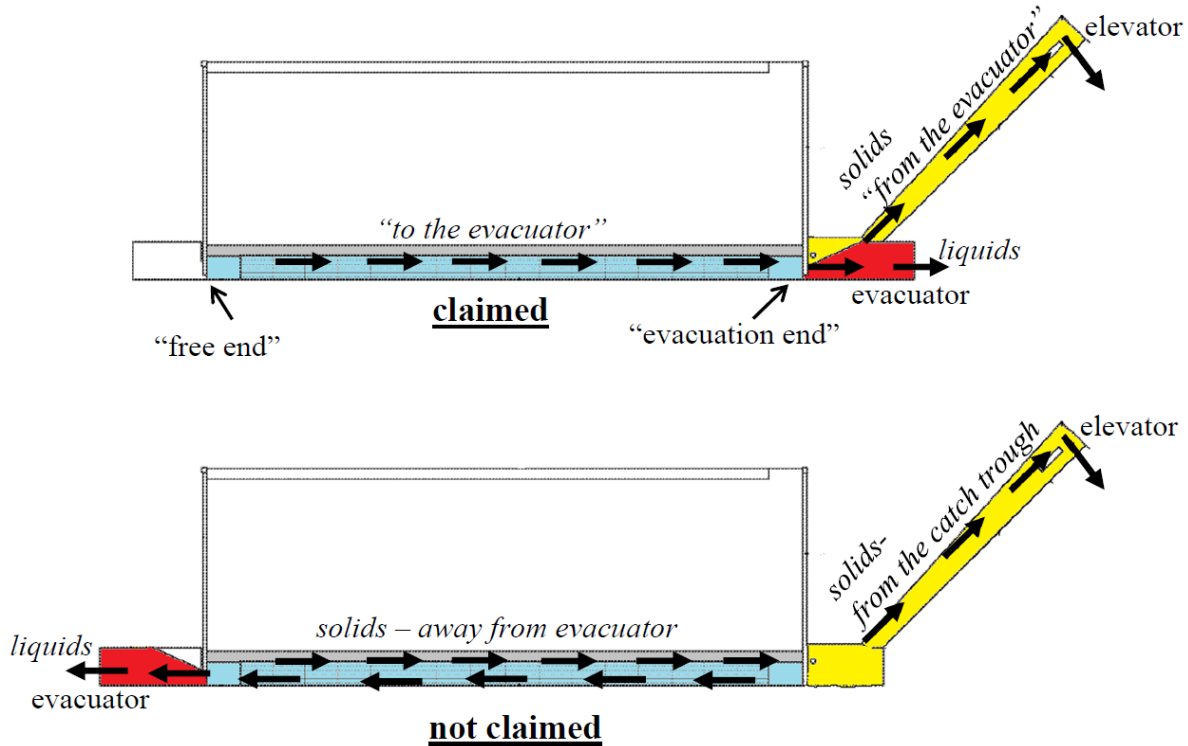 elevator
solids
“from the evacuator”
“to the evacuator”
liquids
evacuator
claimed
“free end”
“evacuation end”
elevator
solids-
from the catch trough
solids – away from evacuator
liquids
evacuator
not claimed